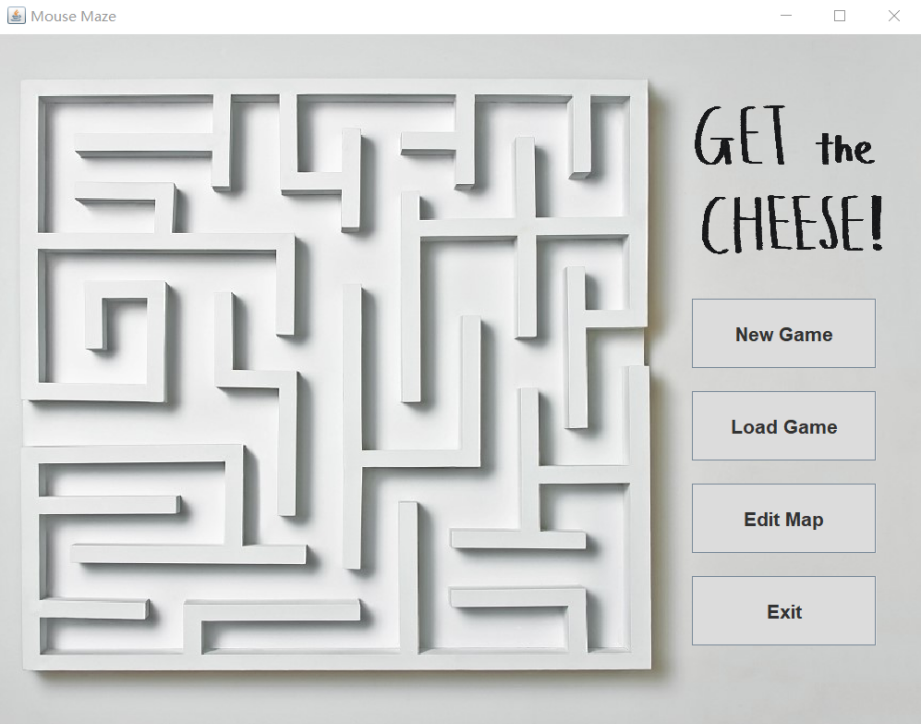 Mouse Maze
GET the
CHEESE!
New Game
Load Game
Edit Map
Exit